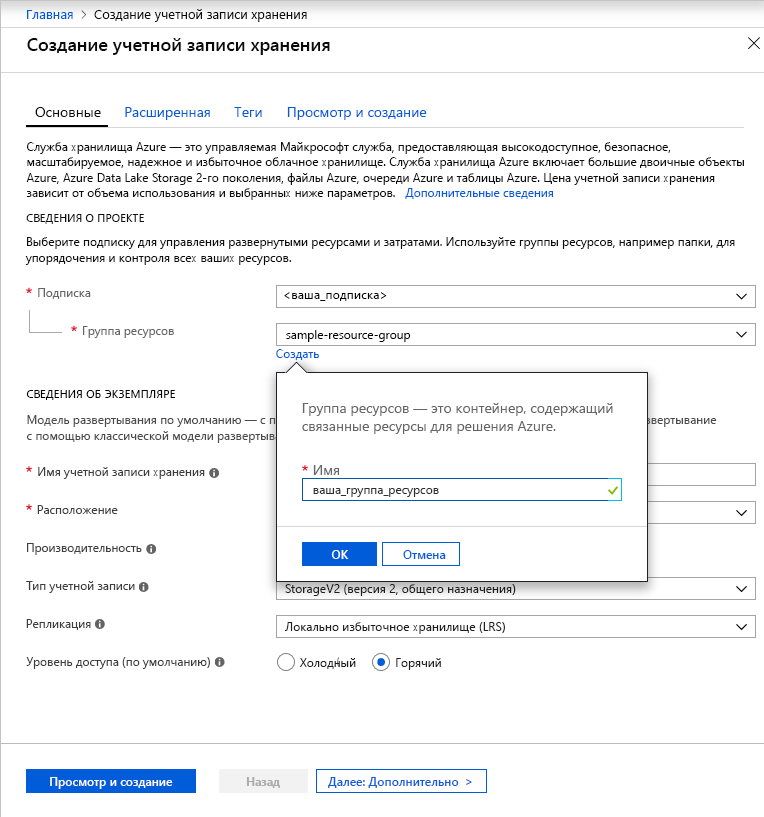 Главная > Создание учетной записи хранения
Создание учетной записи хранения
Основные Расширенная Теги Просмотр и создание
Служба хранилища Azure — это управляемая Майкрософт служба, предоставляющая высокодоступное, безопасное,
масштабируемое, надежное и избыточное облачное хранилище. Служба хранилища Azure включает большие двоичные объекты
Azure, Azure Data Lake Storage 2-го поколения, файлы Azure, очереди Azure и таблицы Azure. Цена учетной записи хранения
зависит от объема использования и выбранных ниже параметров. Дополнительные сведения
СВЕДЕНИЯ О ПРОЕКТЕ
Выберите подписку для управления развернутыми ресурсами и затратами. Используйте группы ресурсов, например папки, для
упорядочения и контроля всех ваших ресурсов.
* Подписка
<ваша_подписка>
* Группа ресурсов
sample-resource-group
Создать
СВЕДЕНИЯ ОБ ЭКЗЕМПЛЯРЕ
Модель развертывания по умолчанию — с п
азвертывание
с помощью классической модели развертыва
Группа ресурсов — это контейнер, содержащий
связанные ресурсы для решения Azure.
* Имя
ваша_группа_ресурсов
OK Отмена
* Имя учетной записи хранения
* Расположение
Производительность
Тип учетной записи
StorageV2 (версия 2, общего назначения)
Репликация
Локально избыточное хранилище (LRS)
Уровень доступа (по умолчанию)
Холодный Горячий
Просмотр и создание Назад Далее: Дополнительно >